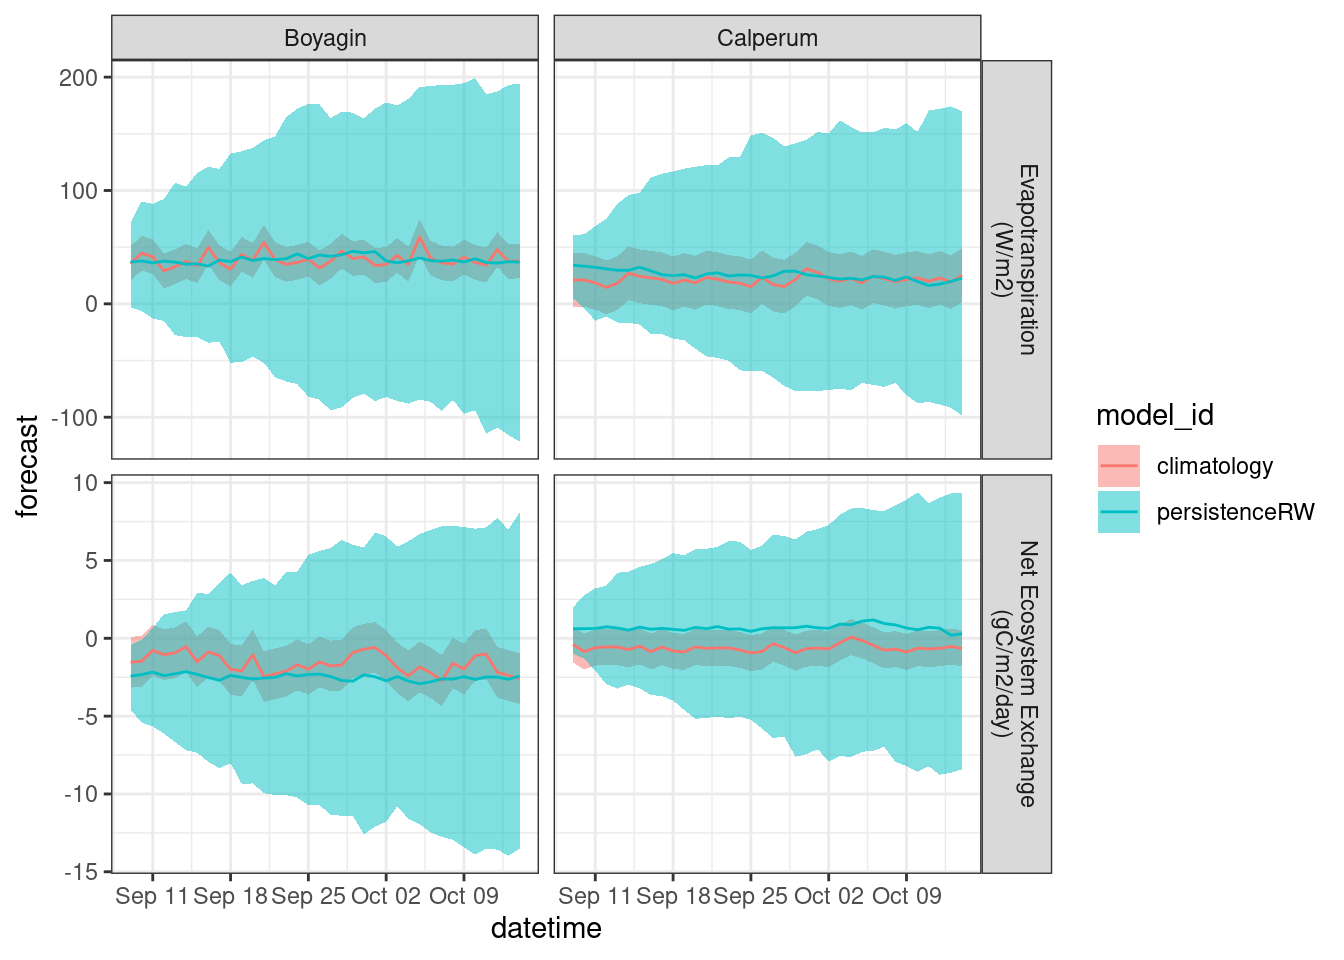 Boyagin
Calperum
200
100
0
-100
Evapotranspiration
(W/m2)
10
5
0
-5
-10
-15
Net Ecosystem Exchange
(gC/m2/day)
forecast
Sep 11 Sep 18 Sep 25 Oct 02 Oct 09
Sep 11 Sep 18 Sep 25 Oct 02 Oct 09
datetime
model_id
climatology
persistenceRW